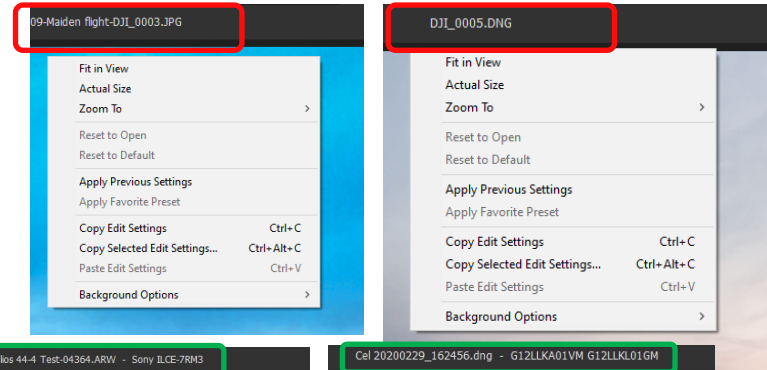 09-Maiden flight-DJI_0003.JPG
Fit in View
Actual Size
Zoom To >
Reset to Open
Reset to Default
Apply Previous Settings
Apply Favorite Preset
Copy Edit Settings Ctrl+C
Copy Selected Edit Settings... Ctrl+Alt+C
Paste Edit Settings Ctrl+V
Background Options >
DJI_0005.DNG
Fit in View
Actual Size
Zoom To >
Reset to Open
Reset to Default
Apply Previous Settings
Apply Favorite Preset
Copy Edit Settings Ctrl+C
Copy Selected Edit Settings... Ctrl+Alt+C
Paste Edit Settings Ctrl+V
Background Options >
lios 44-4 Test-04364.ARW - Sony ILCE-7RM3
Cel 20200229_162456.dng - G12LLKA01VM G12LLKL01GM